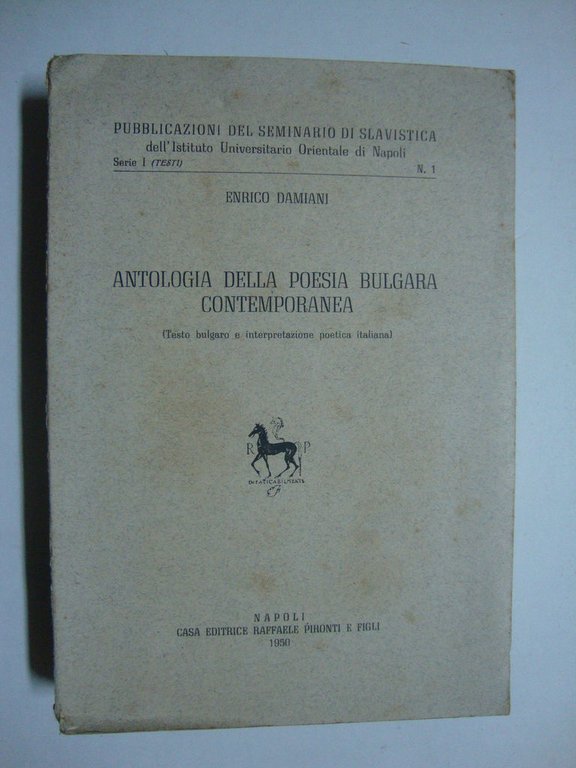 PUBBLICAZIONI DEL SEMINARIO DI SLAVISTICA
dell'Istituto Universitario Orientale di Napoli
Serie I (TESTI) N. 1
ENRICO DAMIANI
ANTOLOGIA DELLA POESIA BULGARA
CONTEMPORANEA
(Testo bulgaro e interpretazione poetica italiana)
R P
NAPOLI
CASA EDITRICE RAFFAELE PIRONTI E FIGLI
1950